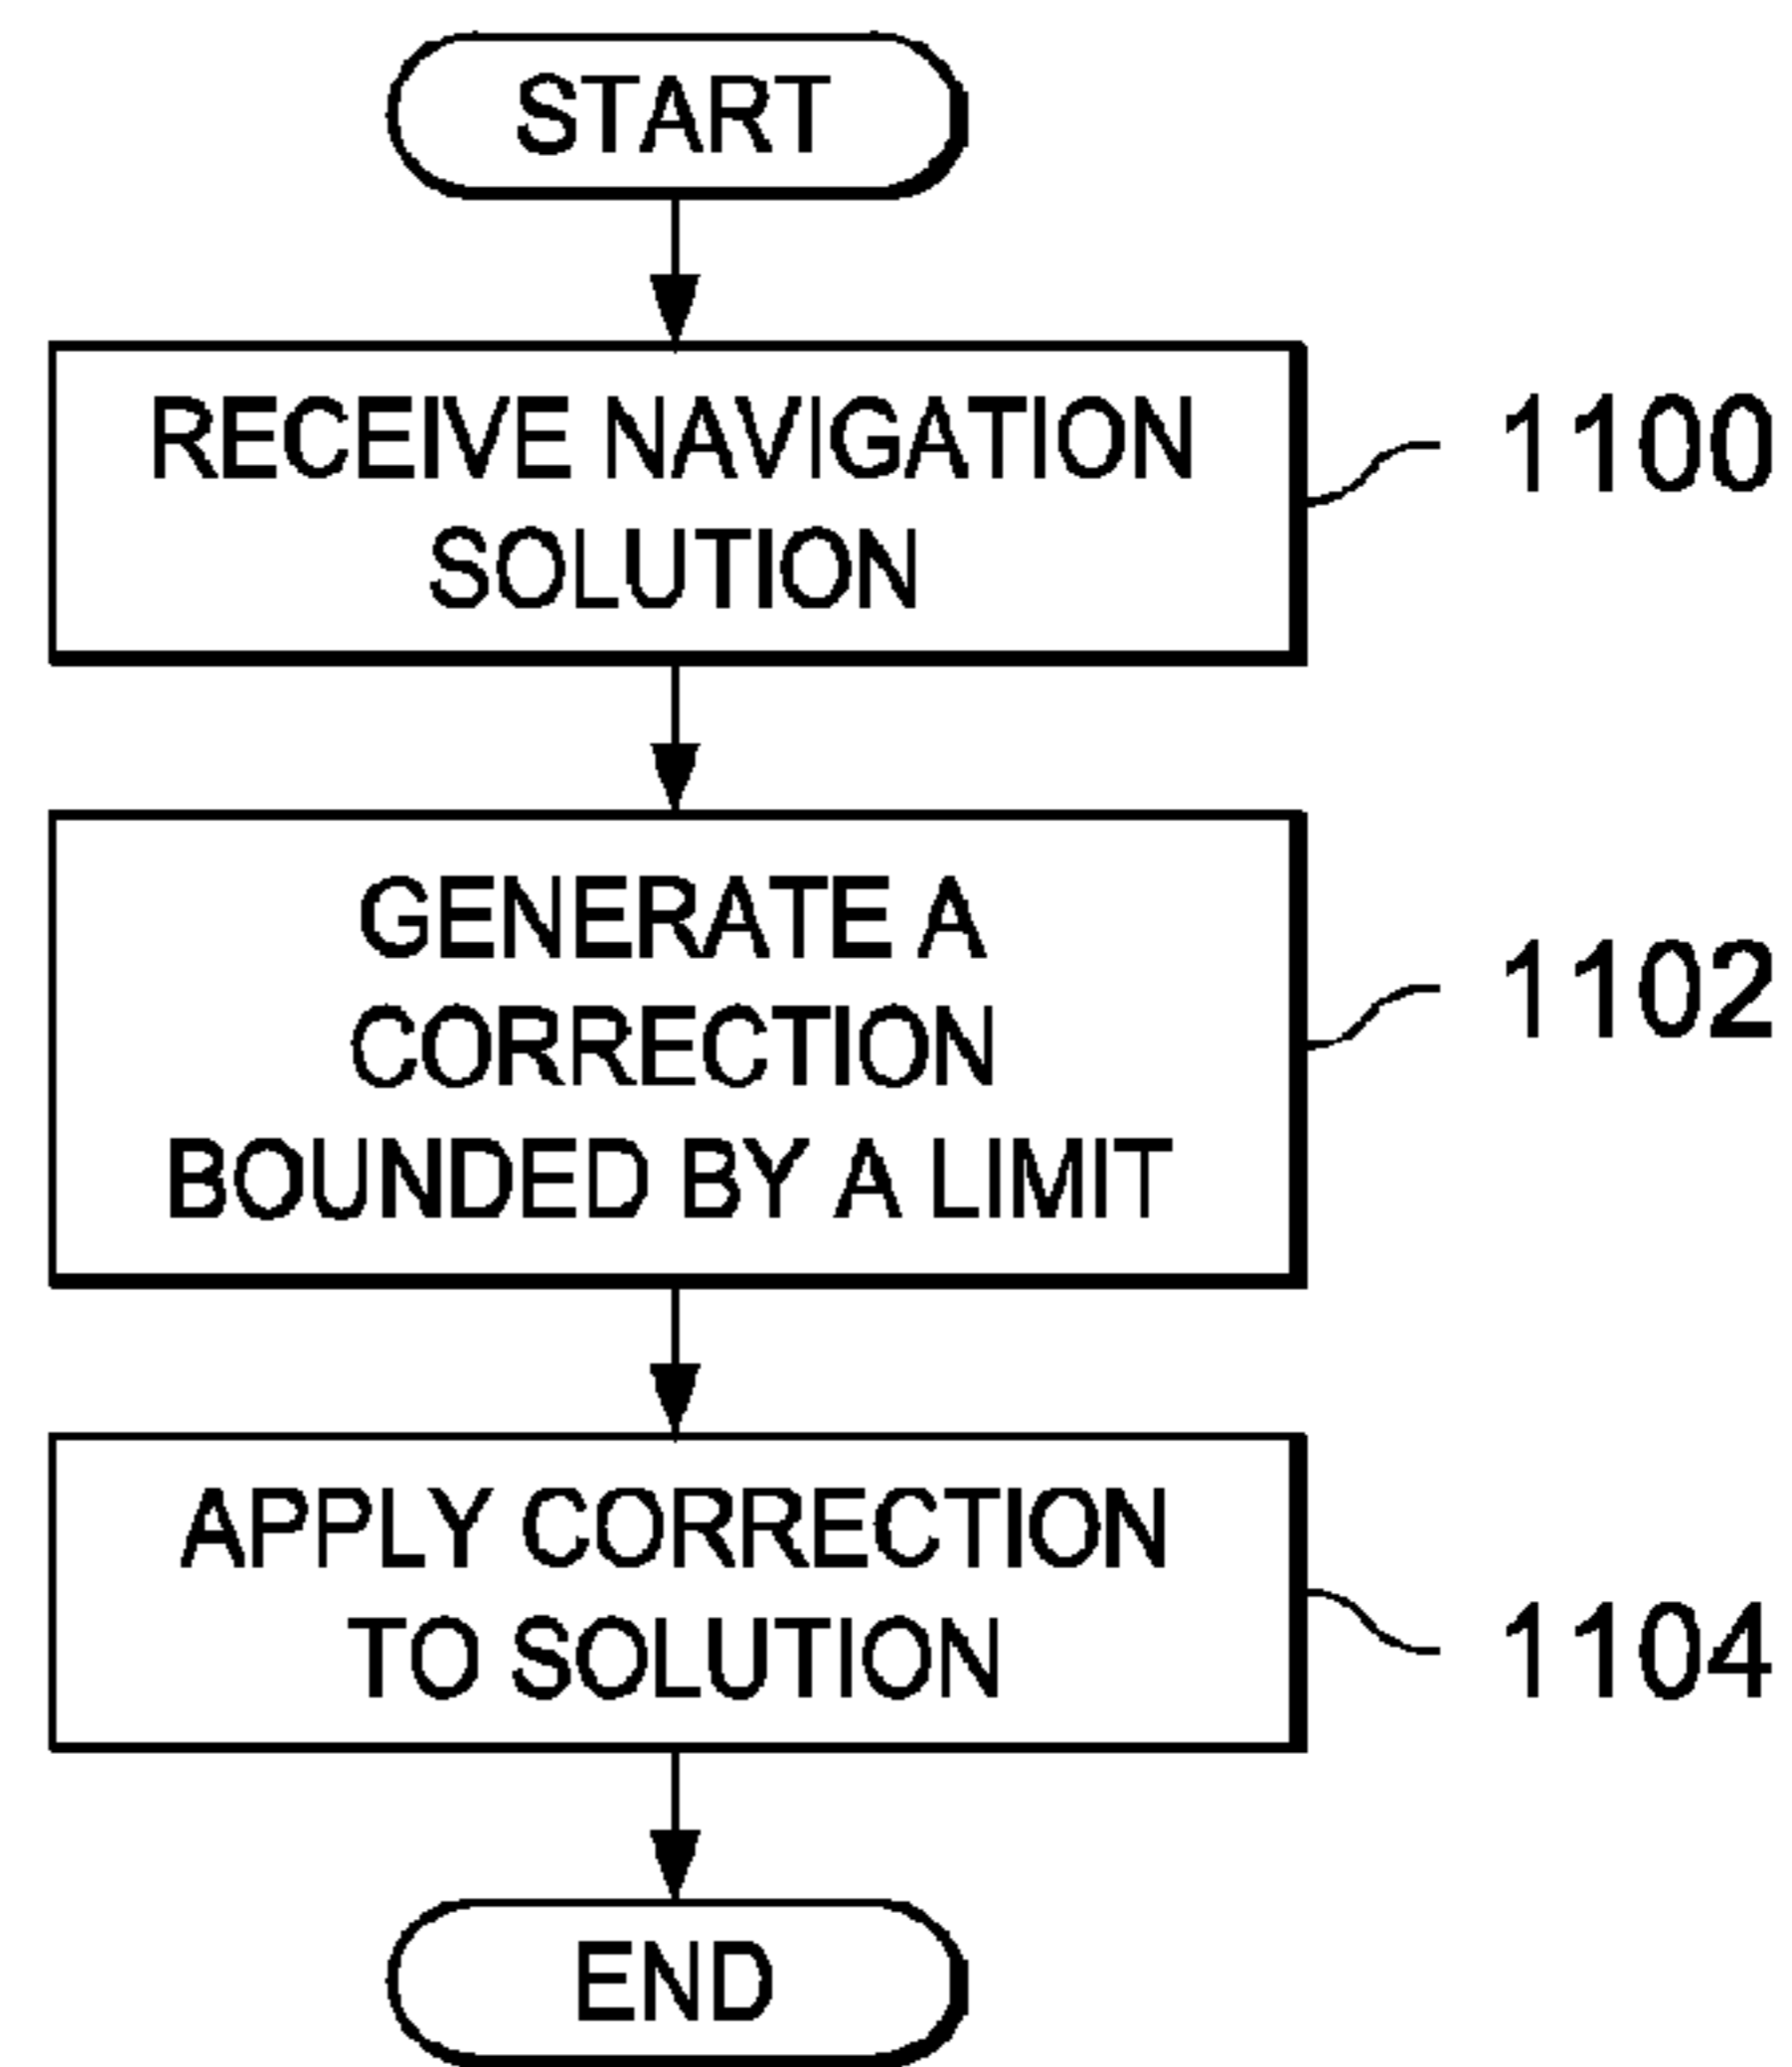 START
RECEIVE NAVIGATION
SOLUTION
1100
GENERATE A
CORRECTION
BOUNDED BY A LIMIT
1102
APPLY CORRECTION
TO SOLUTION
1104
END